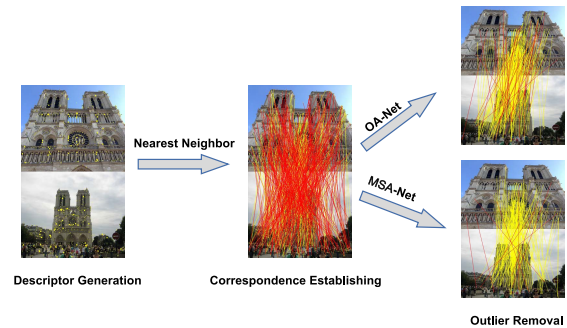 Nearest Neighbor
OA-Net
MSA-Net
Descriptor Generation
Correspondence Establishing
Outlier Removal